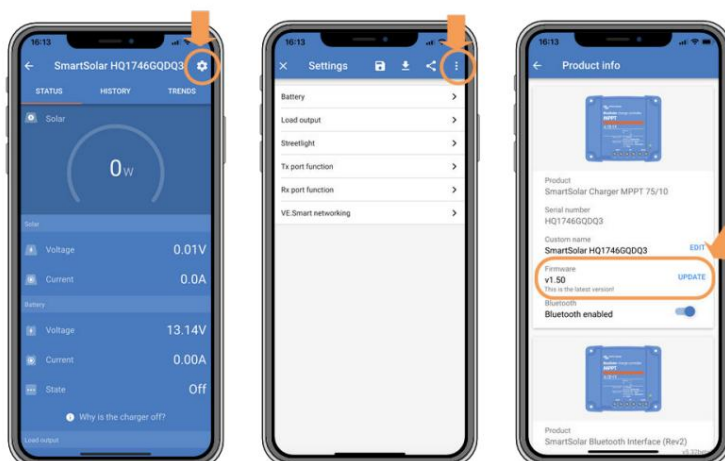 16:13
SmartSolar HQ1746GQDQ3
STATUS
HISTORY
TRENDS
Solar
0W
Solar
Voltage
0.01V
Current
0.0A
Battery
Voltage
13.14V
Current
0.00A
State
Off
Why is the charger off?
Load output
16:13
Settings
Battery
Load output
Streetlight
Tx port function
Rx port function
VE.Smart networking
16:13
Product info
MPPT
Product
SmartSolar Charger MPPT 75/10
Serial number
HQ1746GQDQ3
Custom name
SmartSolar HQ1746GQDQ3
EDIT
Firmware
v1.50
UPDATE
This is the latest version!
Bluetooth
Bluetooth enabled
MPPT
Product
SmartSolar Bluetooth Interface (Rev2)